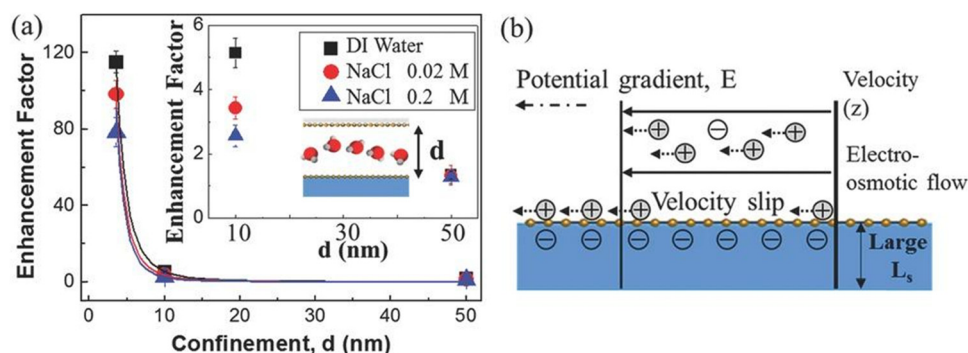 (a)
Enhancement Factor
120
80
40
0
0
10
20
30
40
50
Confinement, d (nm)
Enhancement Factor
6
4
2
0
10
30
50
d (nm)
DI Water
NaCl 0.02 M
NaCl 0.2 M
d
(b)
Potential gradient, E
Velocity
(z)
Electro-
osmotic flow
Velocity slip
Large
Ls